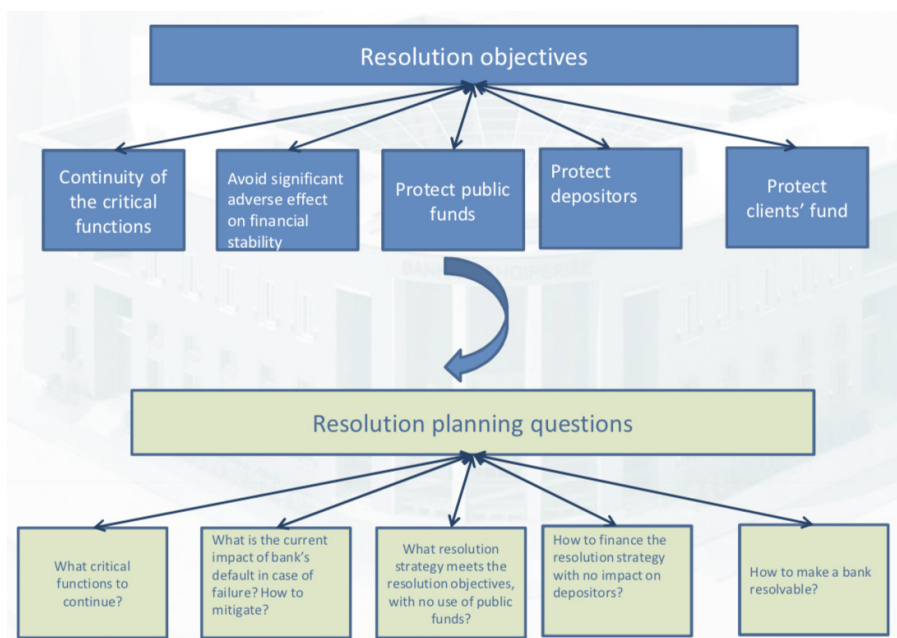 Resolution objectives
Continuity of
the critical
functions
Avoid significant
adverse effect
on financial
stability
Protect public
funds
Protect
depositors
Protect
clients’ fund
Resolution planning questions
What critical
functions to
continue?
What is the current
impact of bank’s
default in case of
failure? How to
mitigate?
What resolution
strategy meets the
resolution objectives,
with no use of public
funds?
How to finance the
resolution strategy
with no impact on
depositors?
How to make a bank
resolvable?